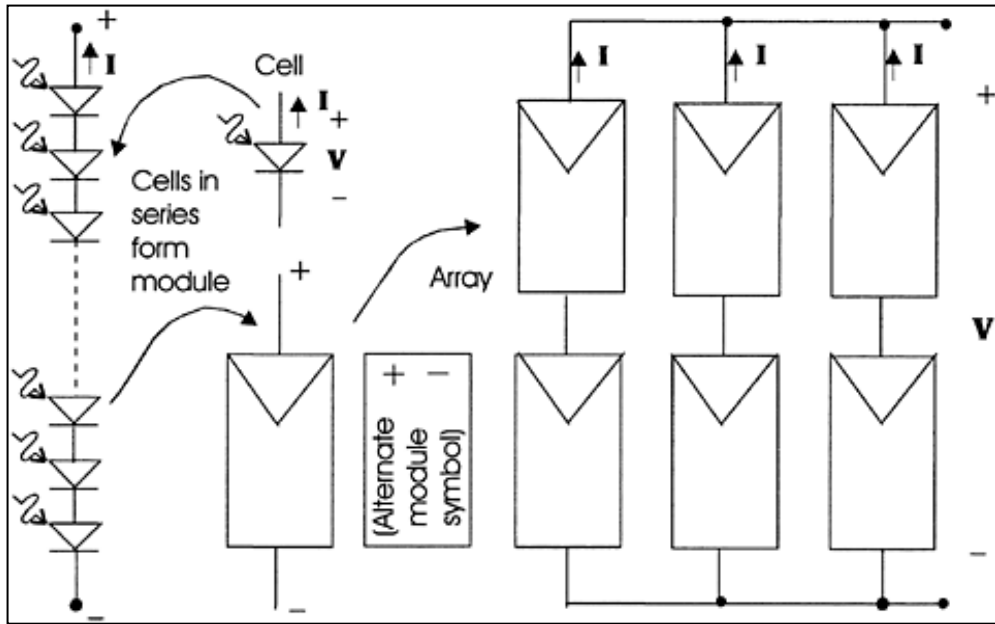 +
I
Cell
I
+
V
−
Cells in
series
form
module
−
+
−
+ −
(Alternate
module
symbol)
Array
I
I
I
+
V
−